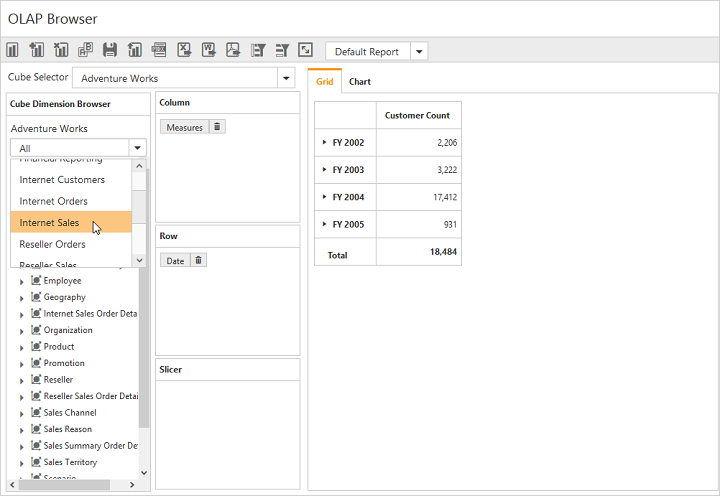 OLAP Browser
Default Report
Cube Selector
Adventure Works
Grid
Chart
Cube Dimension Browser
Adventure Works
All
Financial Reporting
Internet Customers
Internet Orders
Internet Sales
Reseller Orders
Reseller Sales
Employee
Geography
Internet Sales Order Deta
Organization
Product
Promotion
Reseller
Reseller Sales Order Detai
Sales Channel
Sales Reason
Sales Summary Order De
Sales Territory
Scenario
Column
Measures
Row
Date
Slicer
Customer Count
FY 2002 2,206
FY 2003 3,222
FY 2004 17,412
FY 2005 931
Total 18,484